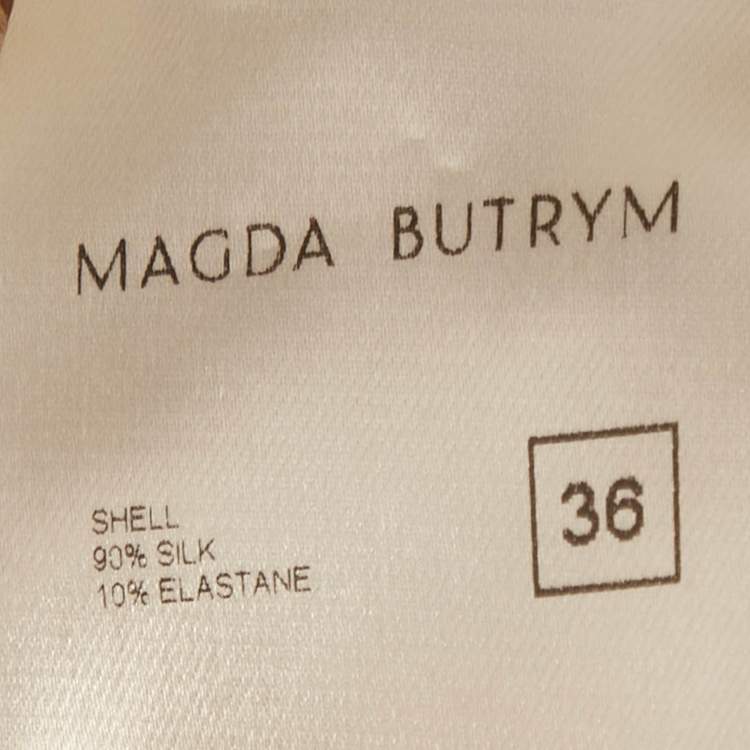 MAGDA BUTRYM
36
SHELL
90% SILK
10% ELASTANE